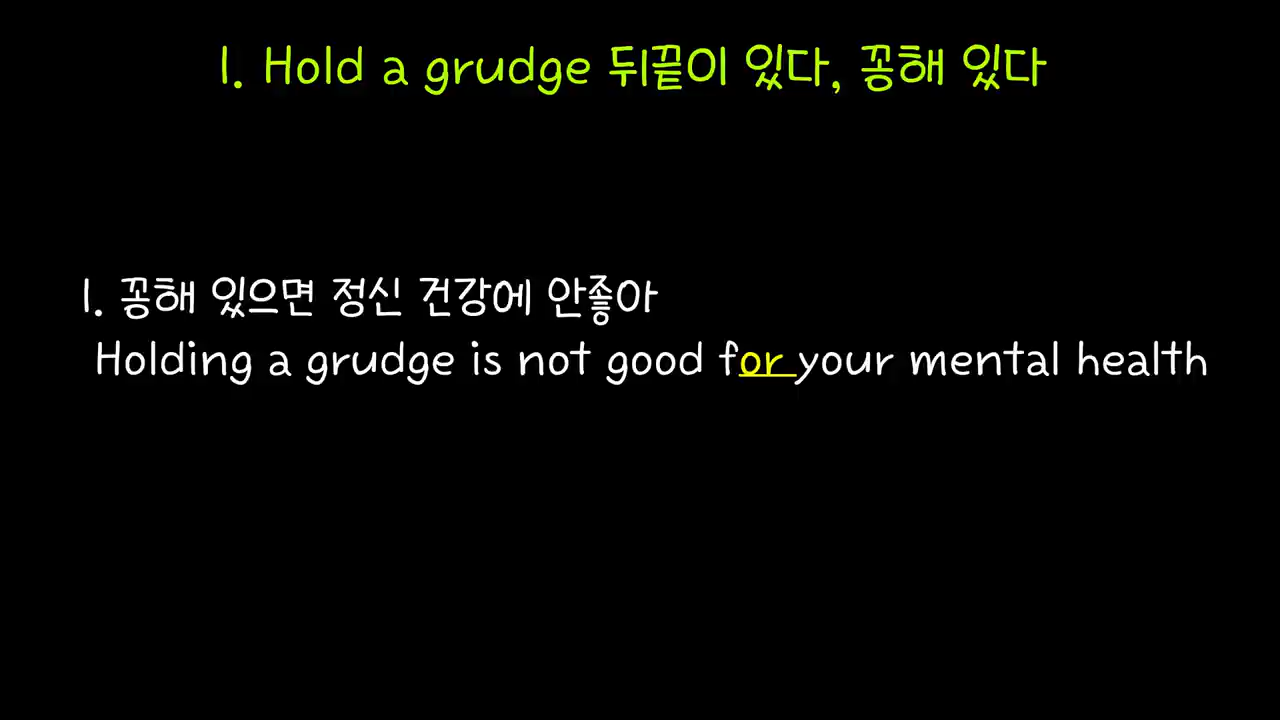 1. Hold a grudge 뒤끝이 있다, 꽁해 있다
1. 꽁해 있으면 정신 건강에 안좋아
Holding a grudge is not good for your mental health